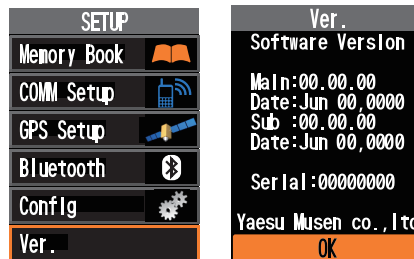 SETUP
Memory Book
COMM Setup
GPS Setup
Bluetooth
Config
Ver.
Ver.
Software Version
Main:00.00.00
Date:Jun 00,0000
Sub :00.00.00
Date:Jun 00,0000
Serial:00000000
Yaesu Musen co.,ltd
OK